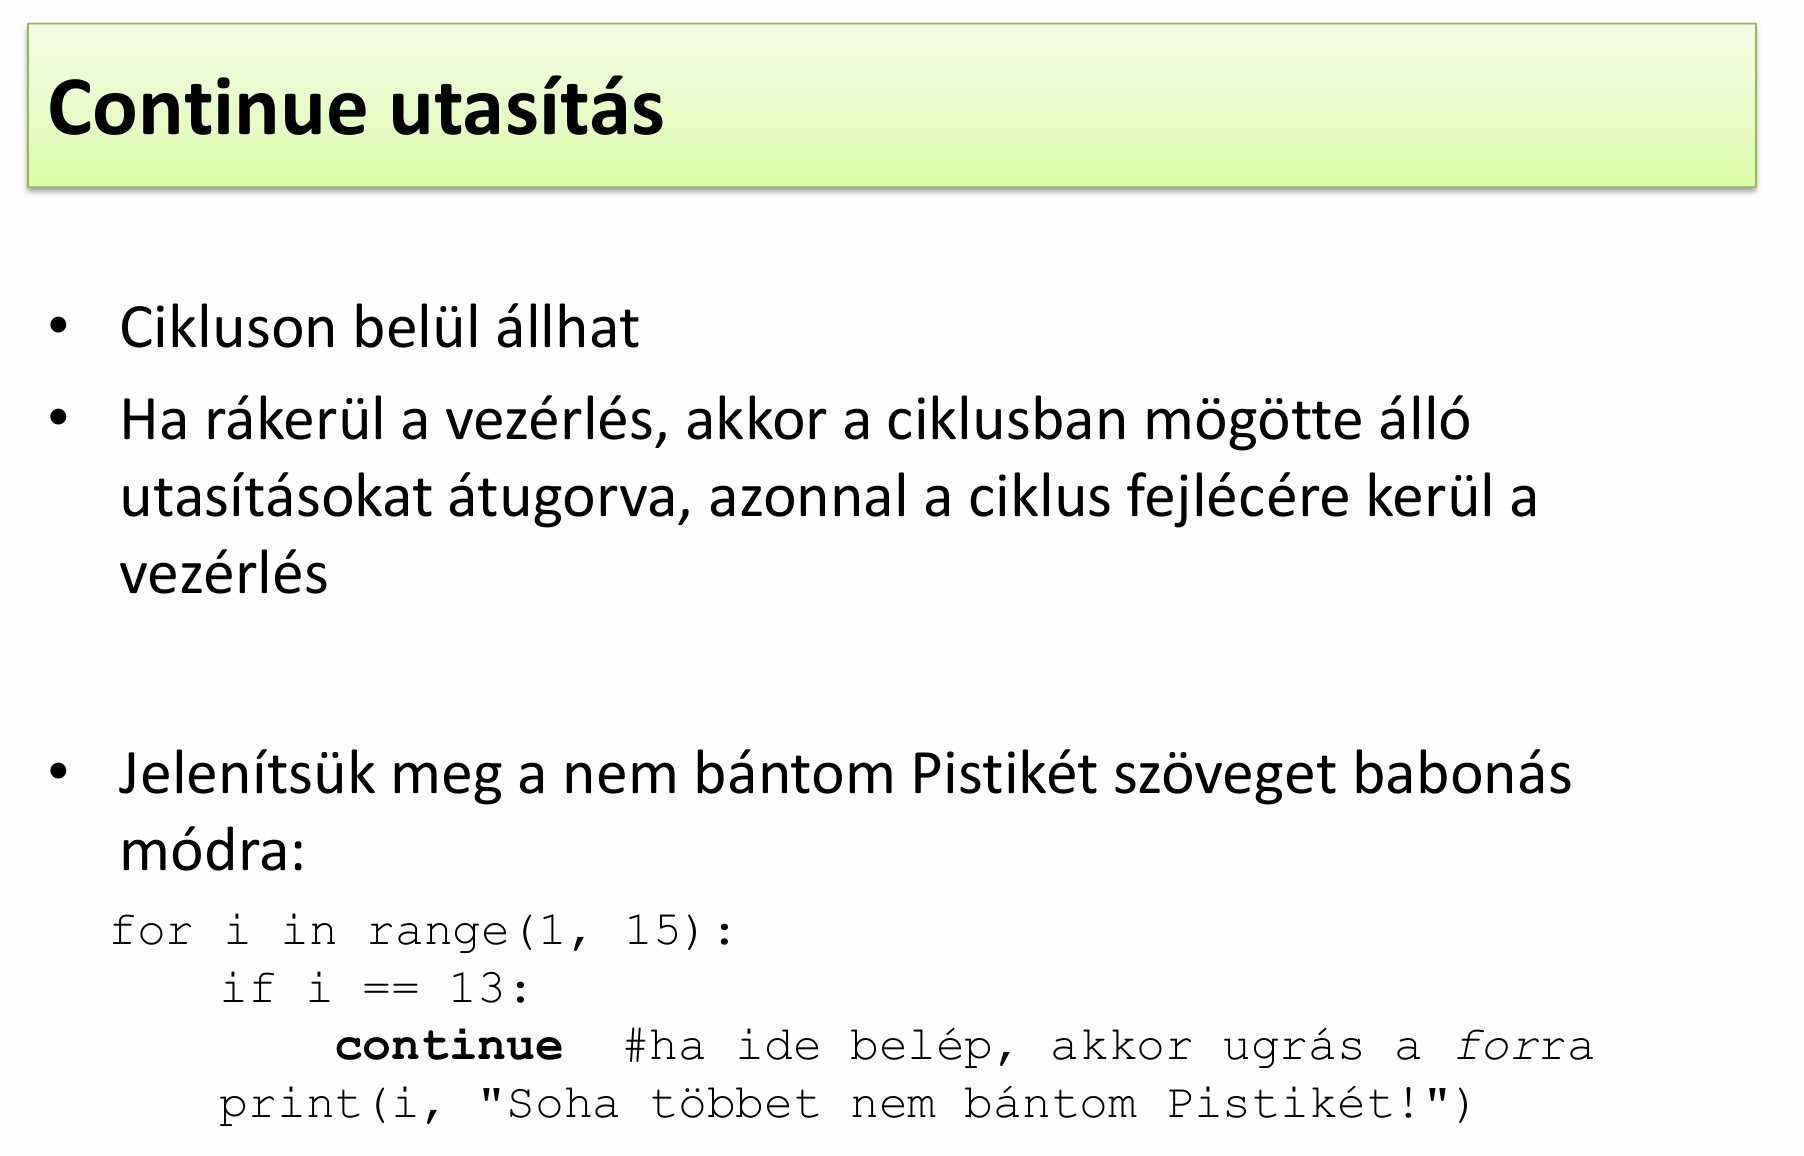 Continue utasítás
• Cikluson belül állhat
• Ha rákerül a vezérlés, akkor a ciklusban mögötte álló
utasításokat átugorva, azonnal a ciklus fejlécére kerül a
vezérlés
• Jelenítsük meg a nem bántom Pistikét szöveget babonás
módra:
for i in range(1, 15):
    if i == 13:
        continue  #ha ide belép, akkor ugrás a forra
    print(i, "Soha többet nem bántom Pistikét!")